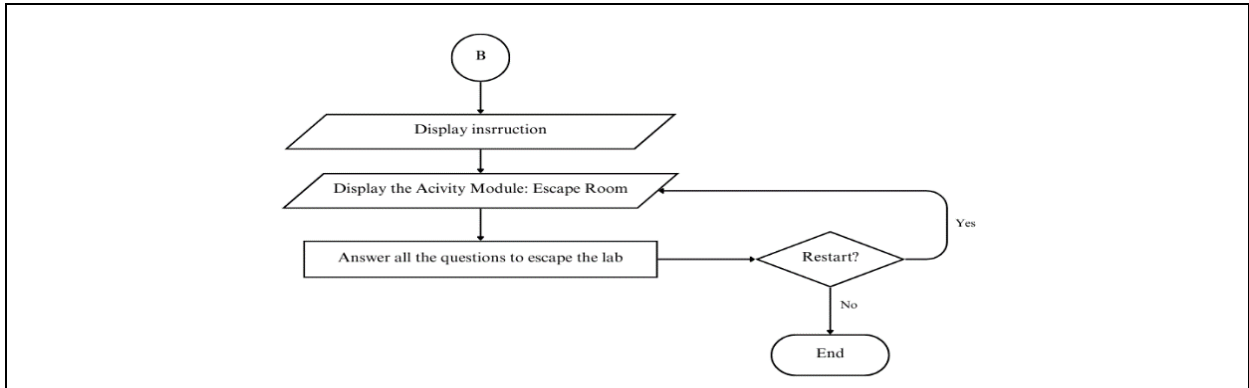 B
Display insrruction
Display the Acivity Module: Escape Room
Yes
Answer all the questions to escape the lab
Restart?
No
End